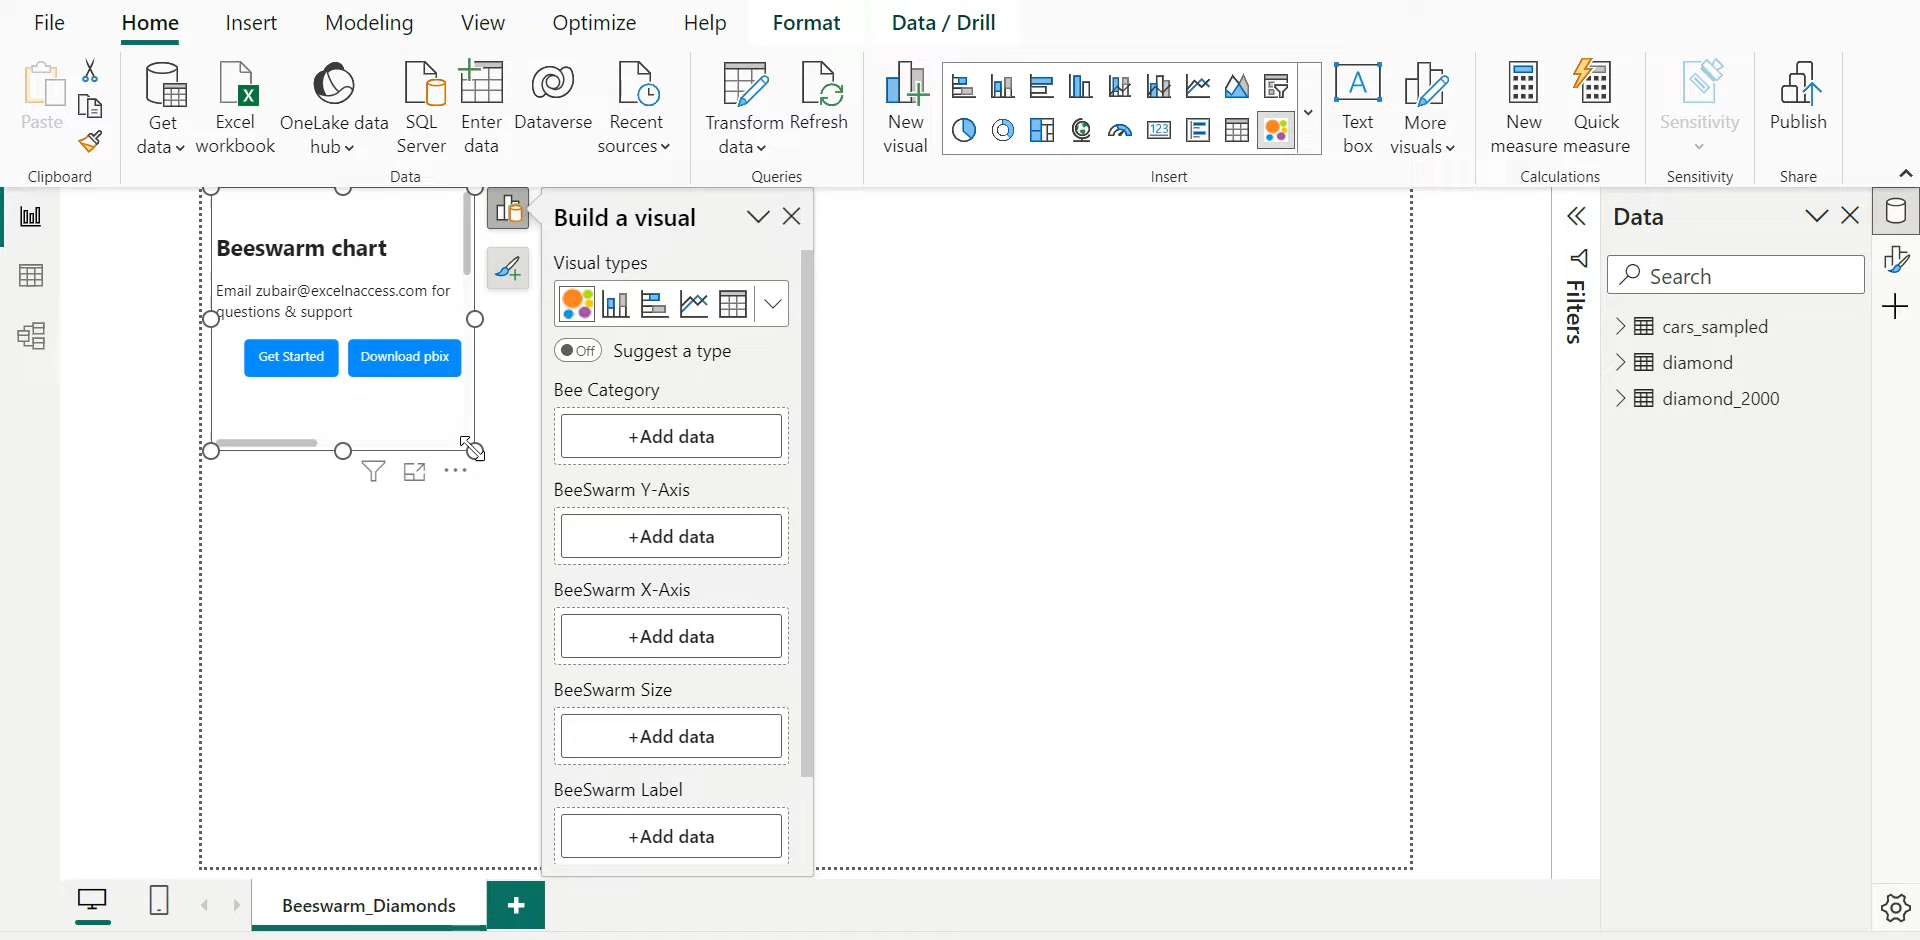 File Home Insert Modeling View Optimize Help Format Data / Drill
Paste
Get data
Excel workbook
OneLake data hub
SQL Server
Enter data
Dataverse
Recent sources
Transform data
Refresh
New visual
123
A
Text box
More visuals
New measure
Quick measure
Sensitivity
Publish
Clipboard
Data
Queries
Insert
Calculations
Sensitivity
Share
Beeswarm chart
Email zubair@excelnaccess.com for
questions & support
Get Started
Download pbix
Build a visual
Visual types
Off
Suggest a type
Bee Category
+Add data
BeeSwarm Y-Axis
+Add data
BeeSwarm X-Axis
+Add data
BeeSwarm Size
+Add data
BeeSwarm Label
+Add data
Filters
Data
Search
cars_sampled
diamond
diamond_2000
Beeswarm_Diamonds